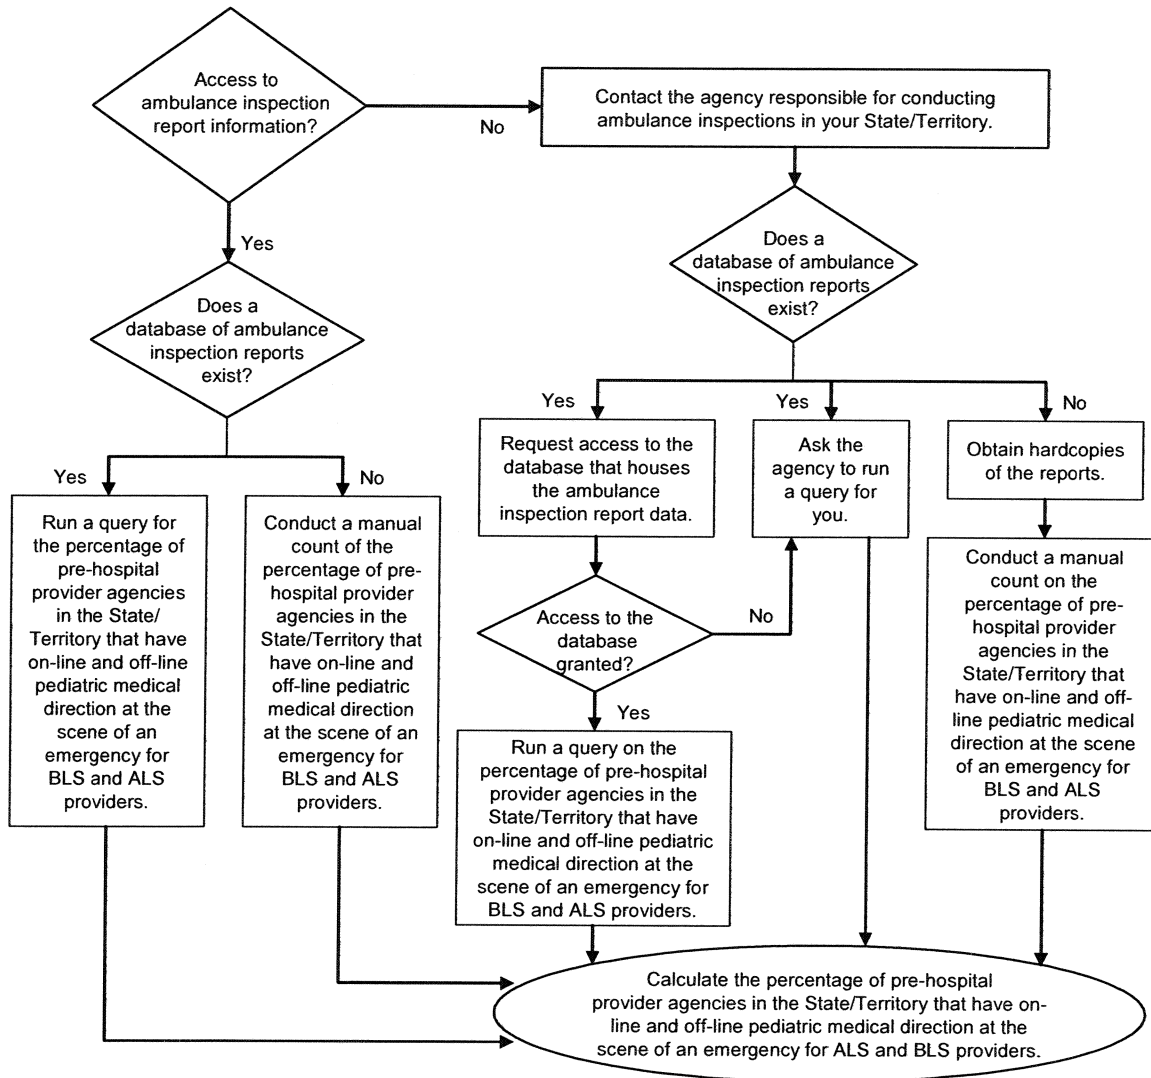 Access to
ambulance inspection
report information?
No
Contact the agency responsible for conducting
ambulance inspections in your State/Territory.
Yes
Does a
database of ambulance
inspection reports
exist?
Does a
database of ambulance
inspection reports
exist?
Yes
No
Run a query for
the percentage of
pre-hospital
provider agencies
in the State/
Territory that have
on-line and off-line
pediatric medical
direction at the
scene of an
emergency for
BLS and ALS
providers.
Conduct a manual
count of the
percentage of pre-
hospital provider
agencies in the
State/Territory that
have on-line and
off-line pediatric
medical direction
at the scene of an
emergency for
BLS and ALS
providers.
Yes
Yes
No
Request access to the
database that houses
the ambulance
inspection report data.
Ask the
agency to run
a query for
you.
Obtain hardcopies
of the reports.
Access to the
database
granted?
No
Yes
Run a query on the
percentage of pre-hospital
provider agencies in the
State/Territory that have
on-line and off-line pediatric
medical direction at the
scene of an emergency for
BLS and ALS providers.
Conduct a manual
count on the
percentage of pre-
hospital provider
agencies in the
State/Territory that
have on-line and off-
line pediatric medical
direction at the scene
of an emergency for
BLS and ALS
providers.
Calculate the percentage of pre-hospital
provider agencies in the State/Territory that have on-
line and off-line pediatric medical direction at the
scene of an emergency for ALS and BLS providers.